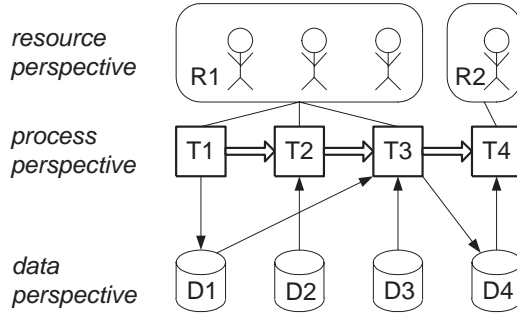 resource
perspective
R1
R2
process
perspective
T1
T2
T3
T4
data
perspective
D1
D2
D3
D4